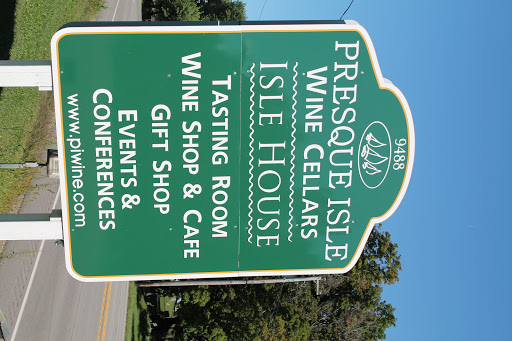 9488
PRESQUE ISLE
WINE CELLARS
ISLE HOUSE
TASTING ROOM
WINE SHOP & CAFE
GIFT SHOP
EVENTS &
CONFERENCES
www.piwine.com